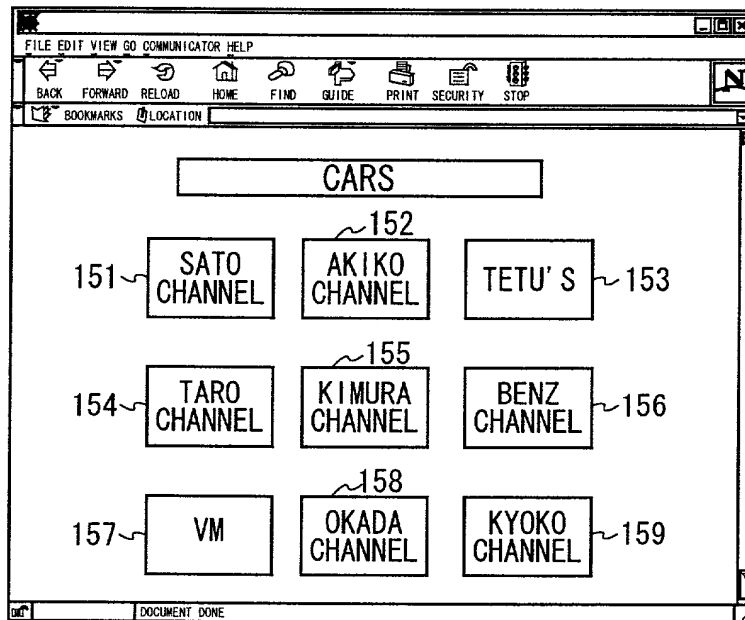 FILE EDIT VIEW GO COMMUNICATOR HELP
BACK FORWARD RELOAD HOME FIND GUIDE PRINT SECURITY STOP
N
BOOKMARKS LOCATION
CARS
152
151 SATO CHANNEL
AKIKO CHANNEL
TETU'S 153
155
154 TARO CHANNEL
KIMURA CHANNEL
BENZ CHANNEL 156
158
157 VM
OKADA CHANNEL
KYOKO CHANNEL 159
DOCUMENT DONE